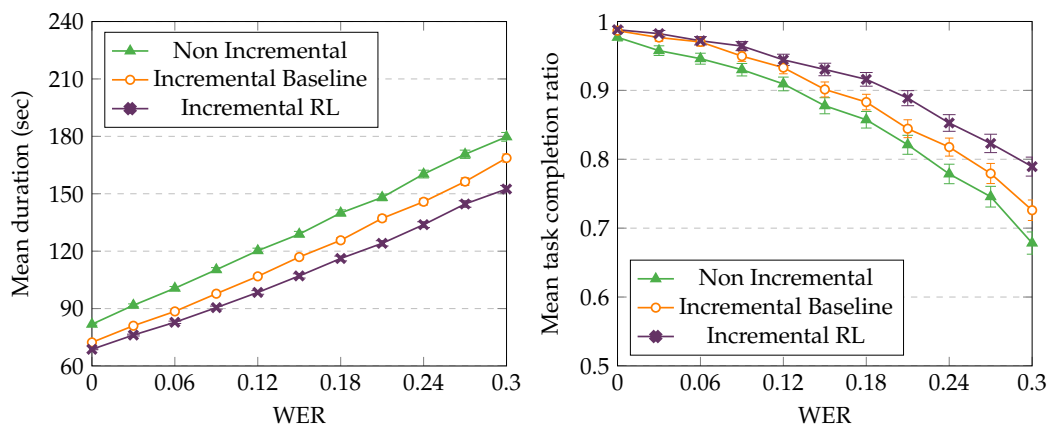 240
210
180
150
120
90
60
Mean duration (sec)
Non Incremental
Incremental Baseline
Incremental RL
0 0.06 0.12 0.18 0.24 0.3
WER
1
0.9
0.8
0.7
0.6
0.5
Mean task completion ratio
Non Incremental
Incremental Baseline
Incremental RL
0 0.06 0.12 0.18 0.24 0.3
WER